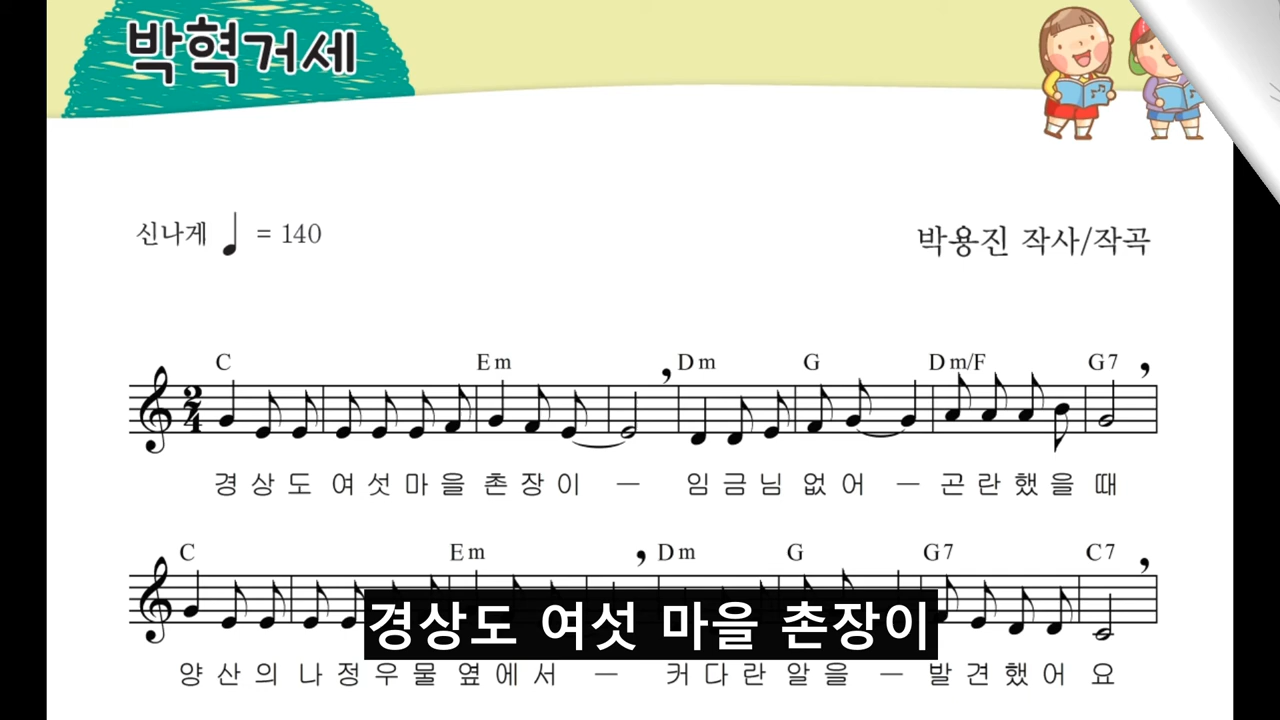 박혁거세
신나게 ♩ = 140
박용진 작사/작곡
C Em Dm G Dm/F G7
2/4
경상도 여섯마을 촌장이 – 임금님 없어 – 곤란했을 때
C Em Dm G G7 C7
경상도 여섯 마을 촌장이
양산의 나정우물 옆에서 – 커다란 알을 – 발견했어 요